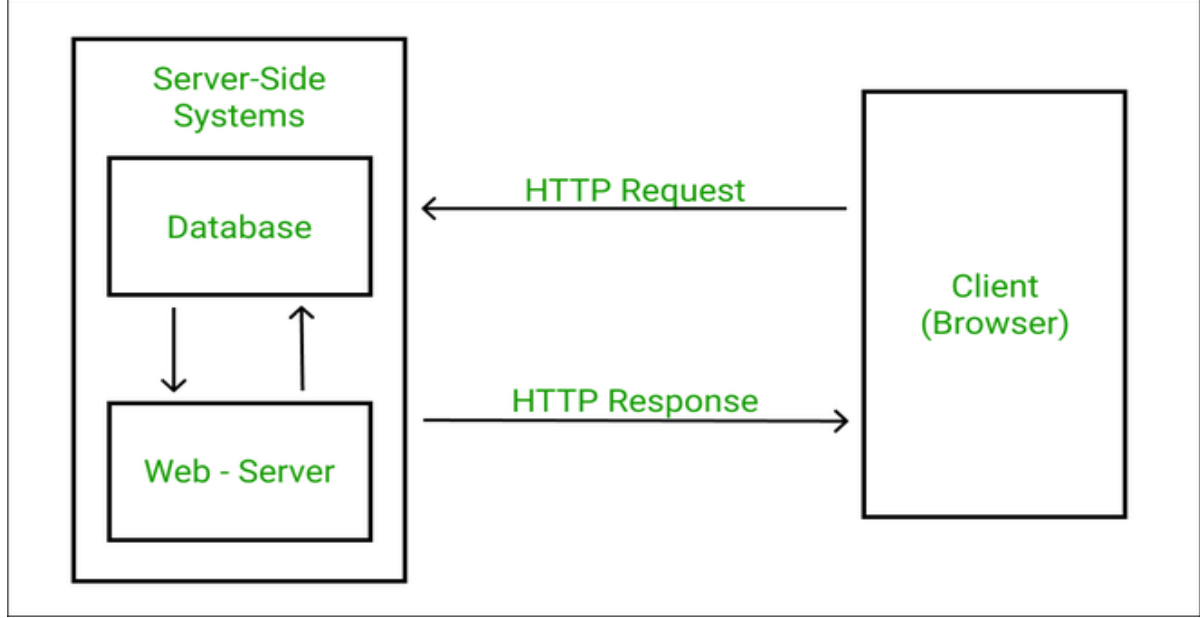 Server-Side
Systems
Database
Web - Server
HTTP Request
HTTP Response
Client
(Browser)